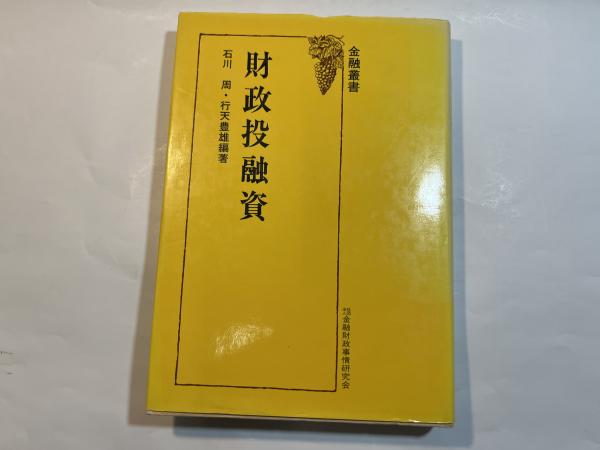 金融叢書
財政投融資
石川 周・行天豊雄編著
金融財政事情研究会